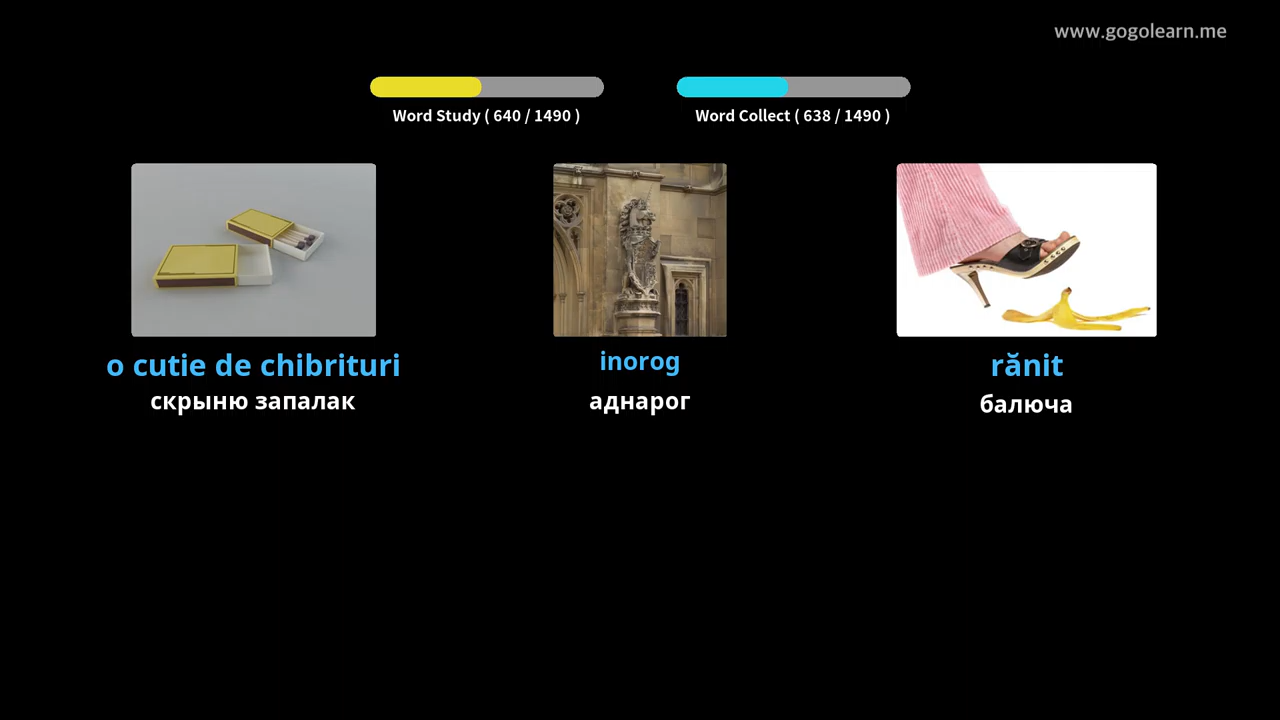 www.gogolearn.me
Word Study ( 640 / 1490 )
Word Collect ( 638 / 1490 )
o cutie de chibrituri
скрыню запалак
inorog
аднарог
rănit
балюча